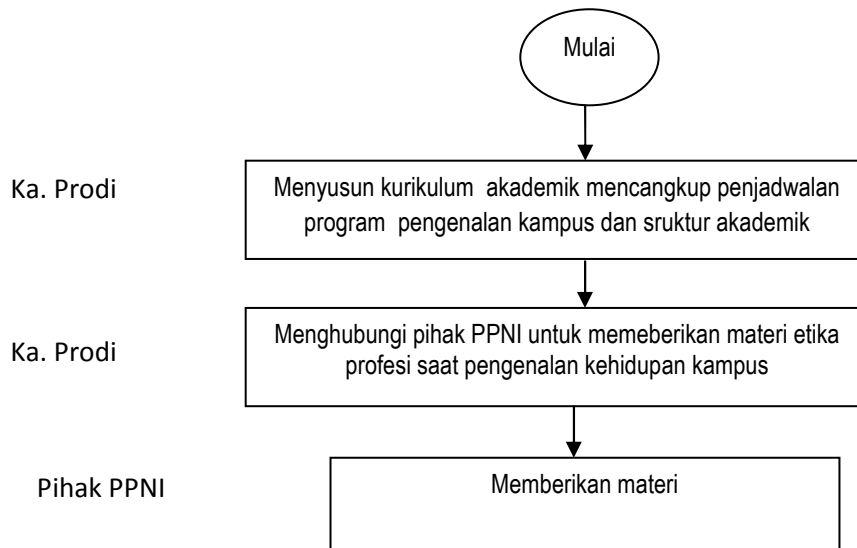 Mulai
Ka. Prodi
Menyusun kurikulum akademik mencangkup penjadwalan
program pengenalan kampus dan sruktur akademik
Ka. Prodi
Menghubungi pihak PPNI untuk memeberikan materi etika
profesi saat pengenalan kehidupan kampus
Pihak PPNI
Memberikan materi